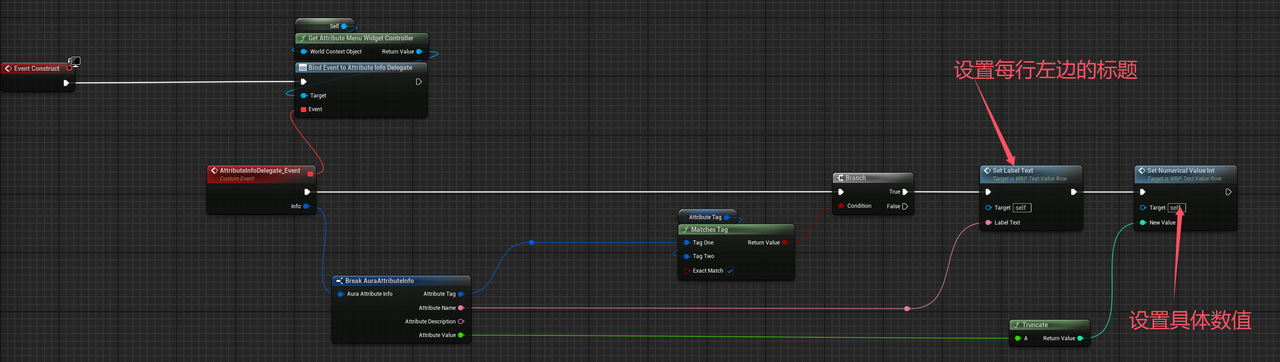 Self
Get Attribute Menu Widget Controller
World Context Object Return Value
Event Construct
Bind Event to Attribute Info Delegate
Target
Event
设置每行左边的标题
AttributeInfoDelegate_Event
Custom Event
Info
Branch
True
Condition False
Set Label Text
Target is WBP Text Value Row
Target self
Label Text
Set Numerical Value Int
Target is WBP Text Value Row
Target self
New Value
Attribute Tag
Matches Tag
Tag One Return Value
Tag Two
Exact Match
Break AuraAttributeInfo
Aura Attribute Info Attribute Tag
Attribute Name
Attribute Description
Attribute Value
设置具体数值
Truncate
A Return Value